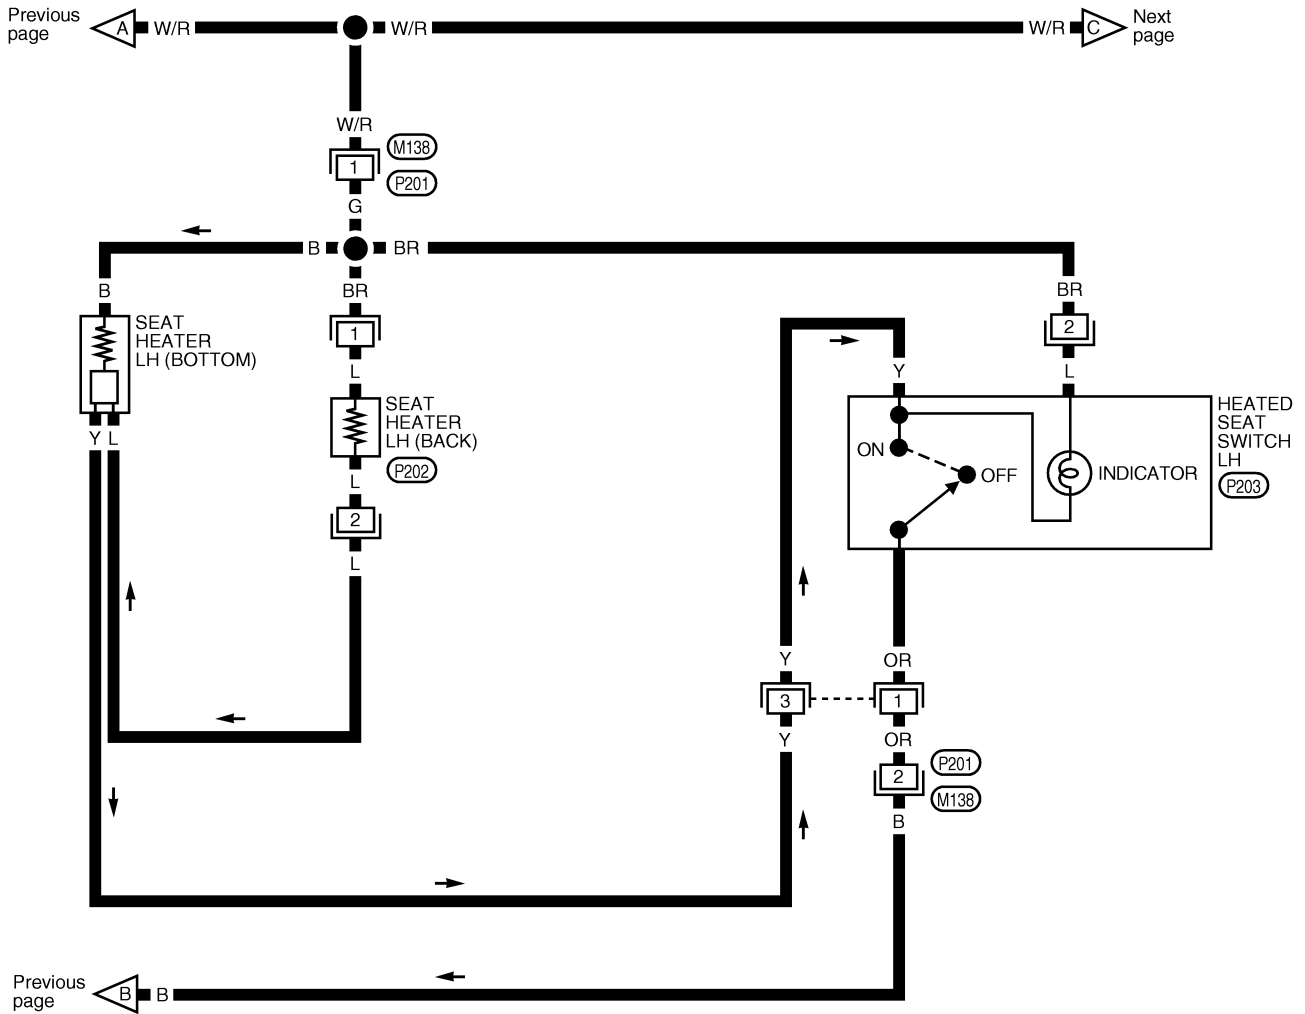 Previous
page
A
W/R
W/R
W/R
C
Next
page
W/R
M138
1
P201
G
B
BR
B
BR
BR
SEAT
HEATER
LH (BOTTOM)
1
2
L
Y
L
SEAT
HEATER
LH (BACK)
HEATED
SEAT
SWITCH
LH
P203
ON
OFF
INDICATOR
Y L
P202
L
2
L
Y
OR
3
1
Y
OR
P201
2
M138
B
Previous
page
B
B